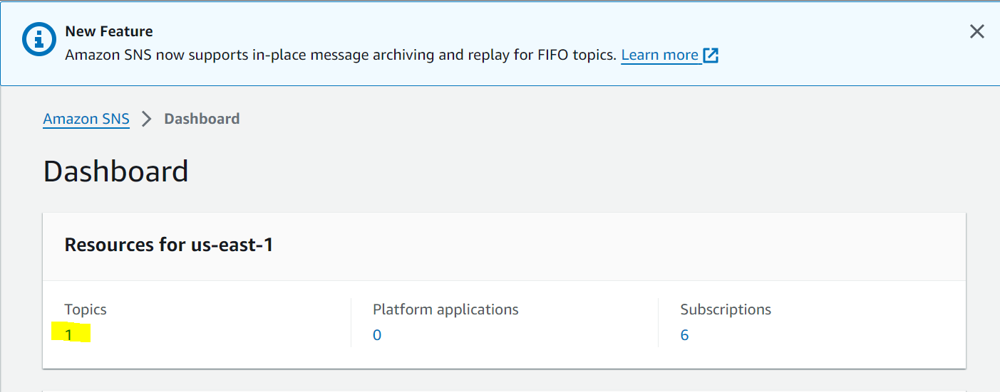 New Feature
Amazon SNS now supports in-place message archiving and replay for FIFO topics. Learn more
Amazon SNS > Dashboard
Dashboard
Resources for us-east-1
Topics
1
Platform applications
0
Subscriptions
6